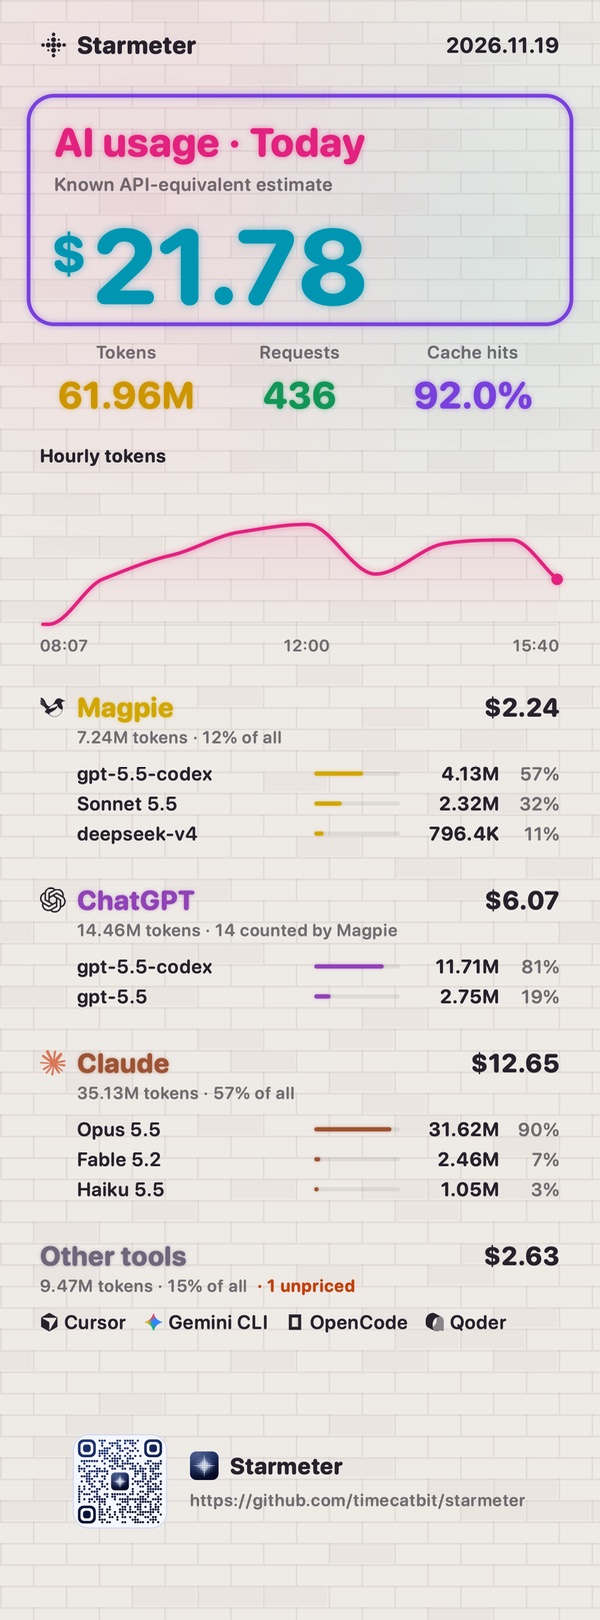 Starmeter 2026.11.19
AI usage · Today
Known API-equivalent estimate
$21.78
Tokens Requests Cache hits
61.96M 436 92.0%
Hourly tokens
08:07 12:00 15:40
Magpie $2.24
7.24M tokens · 12% of all
gpt-5.5-codex 4.13M 57%
Sonnet 5.5 2.32M 32%
deepseek-v4 796.4K 11%
ChatGPT $6.07
14.46M tokens · 14 counted by Magpie
gpt-5.5-codex 11.71M 81%
gpt-5.5 2.75M 19%
Claude $12.65
35.13M tokens · 57% of all
Opus 5.5 31.62M 90%
Fable 5.2 2.46M 7%
Haiku 5.5 1.05M 3%
Other tools $2.63
9.47M tokens · 15% of all · 1 unpriced
Cursor Gemini CLI OpenCode Qoder
Starmeter
https://github.com/timecatbit/starmeter